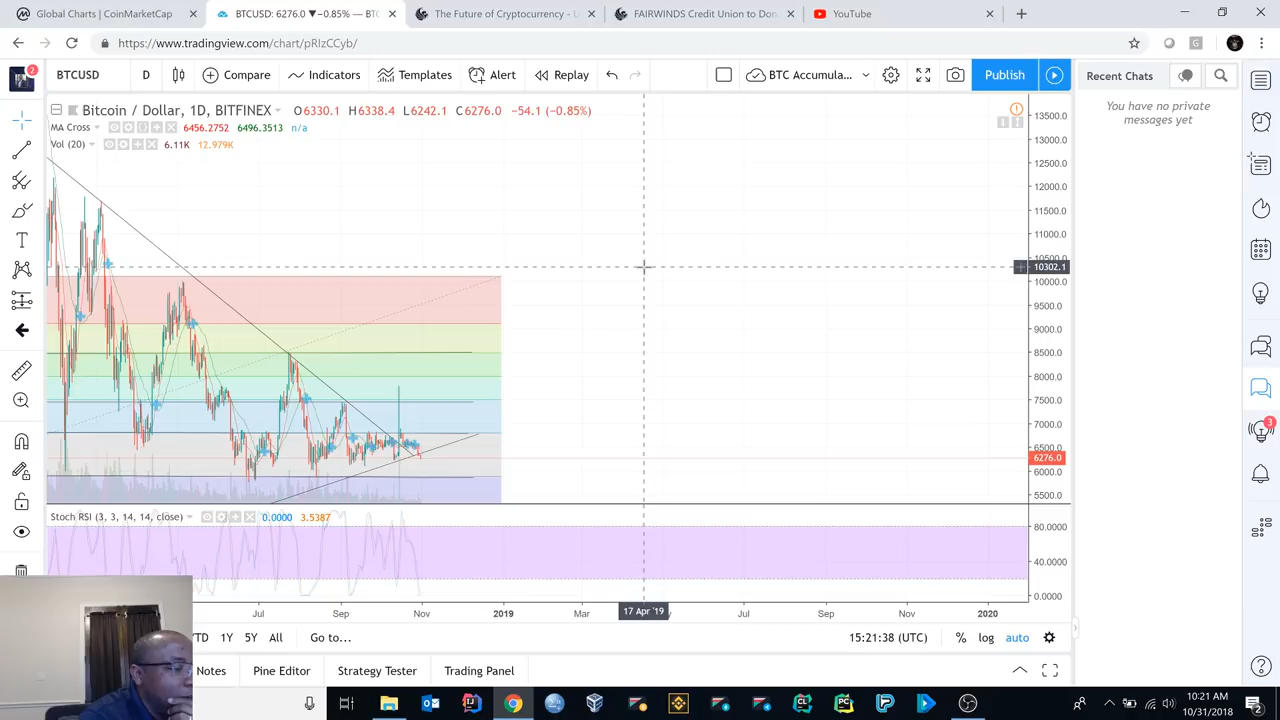 Global Charts | CoinMarketCap
BTCUSD: 6276.0 ▼−0.85% — BTC
The Future of Cryptocurrency - B
FAIRWINDS Credit Union to Don
YouTube
https://www.tradingview.com/chart/pRIzCCyb/
2
BTCUSD
D
Compare
Indicators
Templates
Alert
Replay
BTC Accumula...
Publish
Recent Chats
Bitcoin / Dollar, 1D, BITFINEX
O6330.1 H6338.4 L6242.1 C6276.0 −54.1 (−0.85%)
MA Cross
6456.2752 6496.3513 n/a
Vol (20)
6.11K 12.979K
You have no private
messages yet
13500.0
13000.0
12500.0
12000.0
11500.0
11000.0
10500.0
10302.1
10000.0
9500.0
9000.0
8500.0
8000.0
7500.0
7000.0
6500.0
6276.0
6000.0
5500.0
3
Stoch RSI (3, 3, 14, 14, close)
0.0000 3.5387
80.0000
40.0000
0.0000
Jul Sep Nov 2019 Mar 17 Apr '19 Jul Sep Nov 2020
YTD 1Y 5Y All Go to...
15:21:38 (UTC) % log auto
Notes Pine Editor Strategy Tester Trading Panel
10:21 AM
10/31/2018